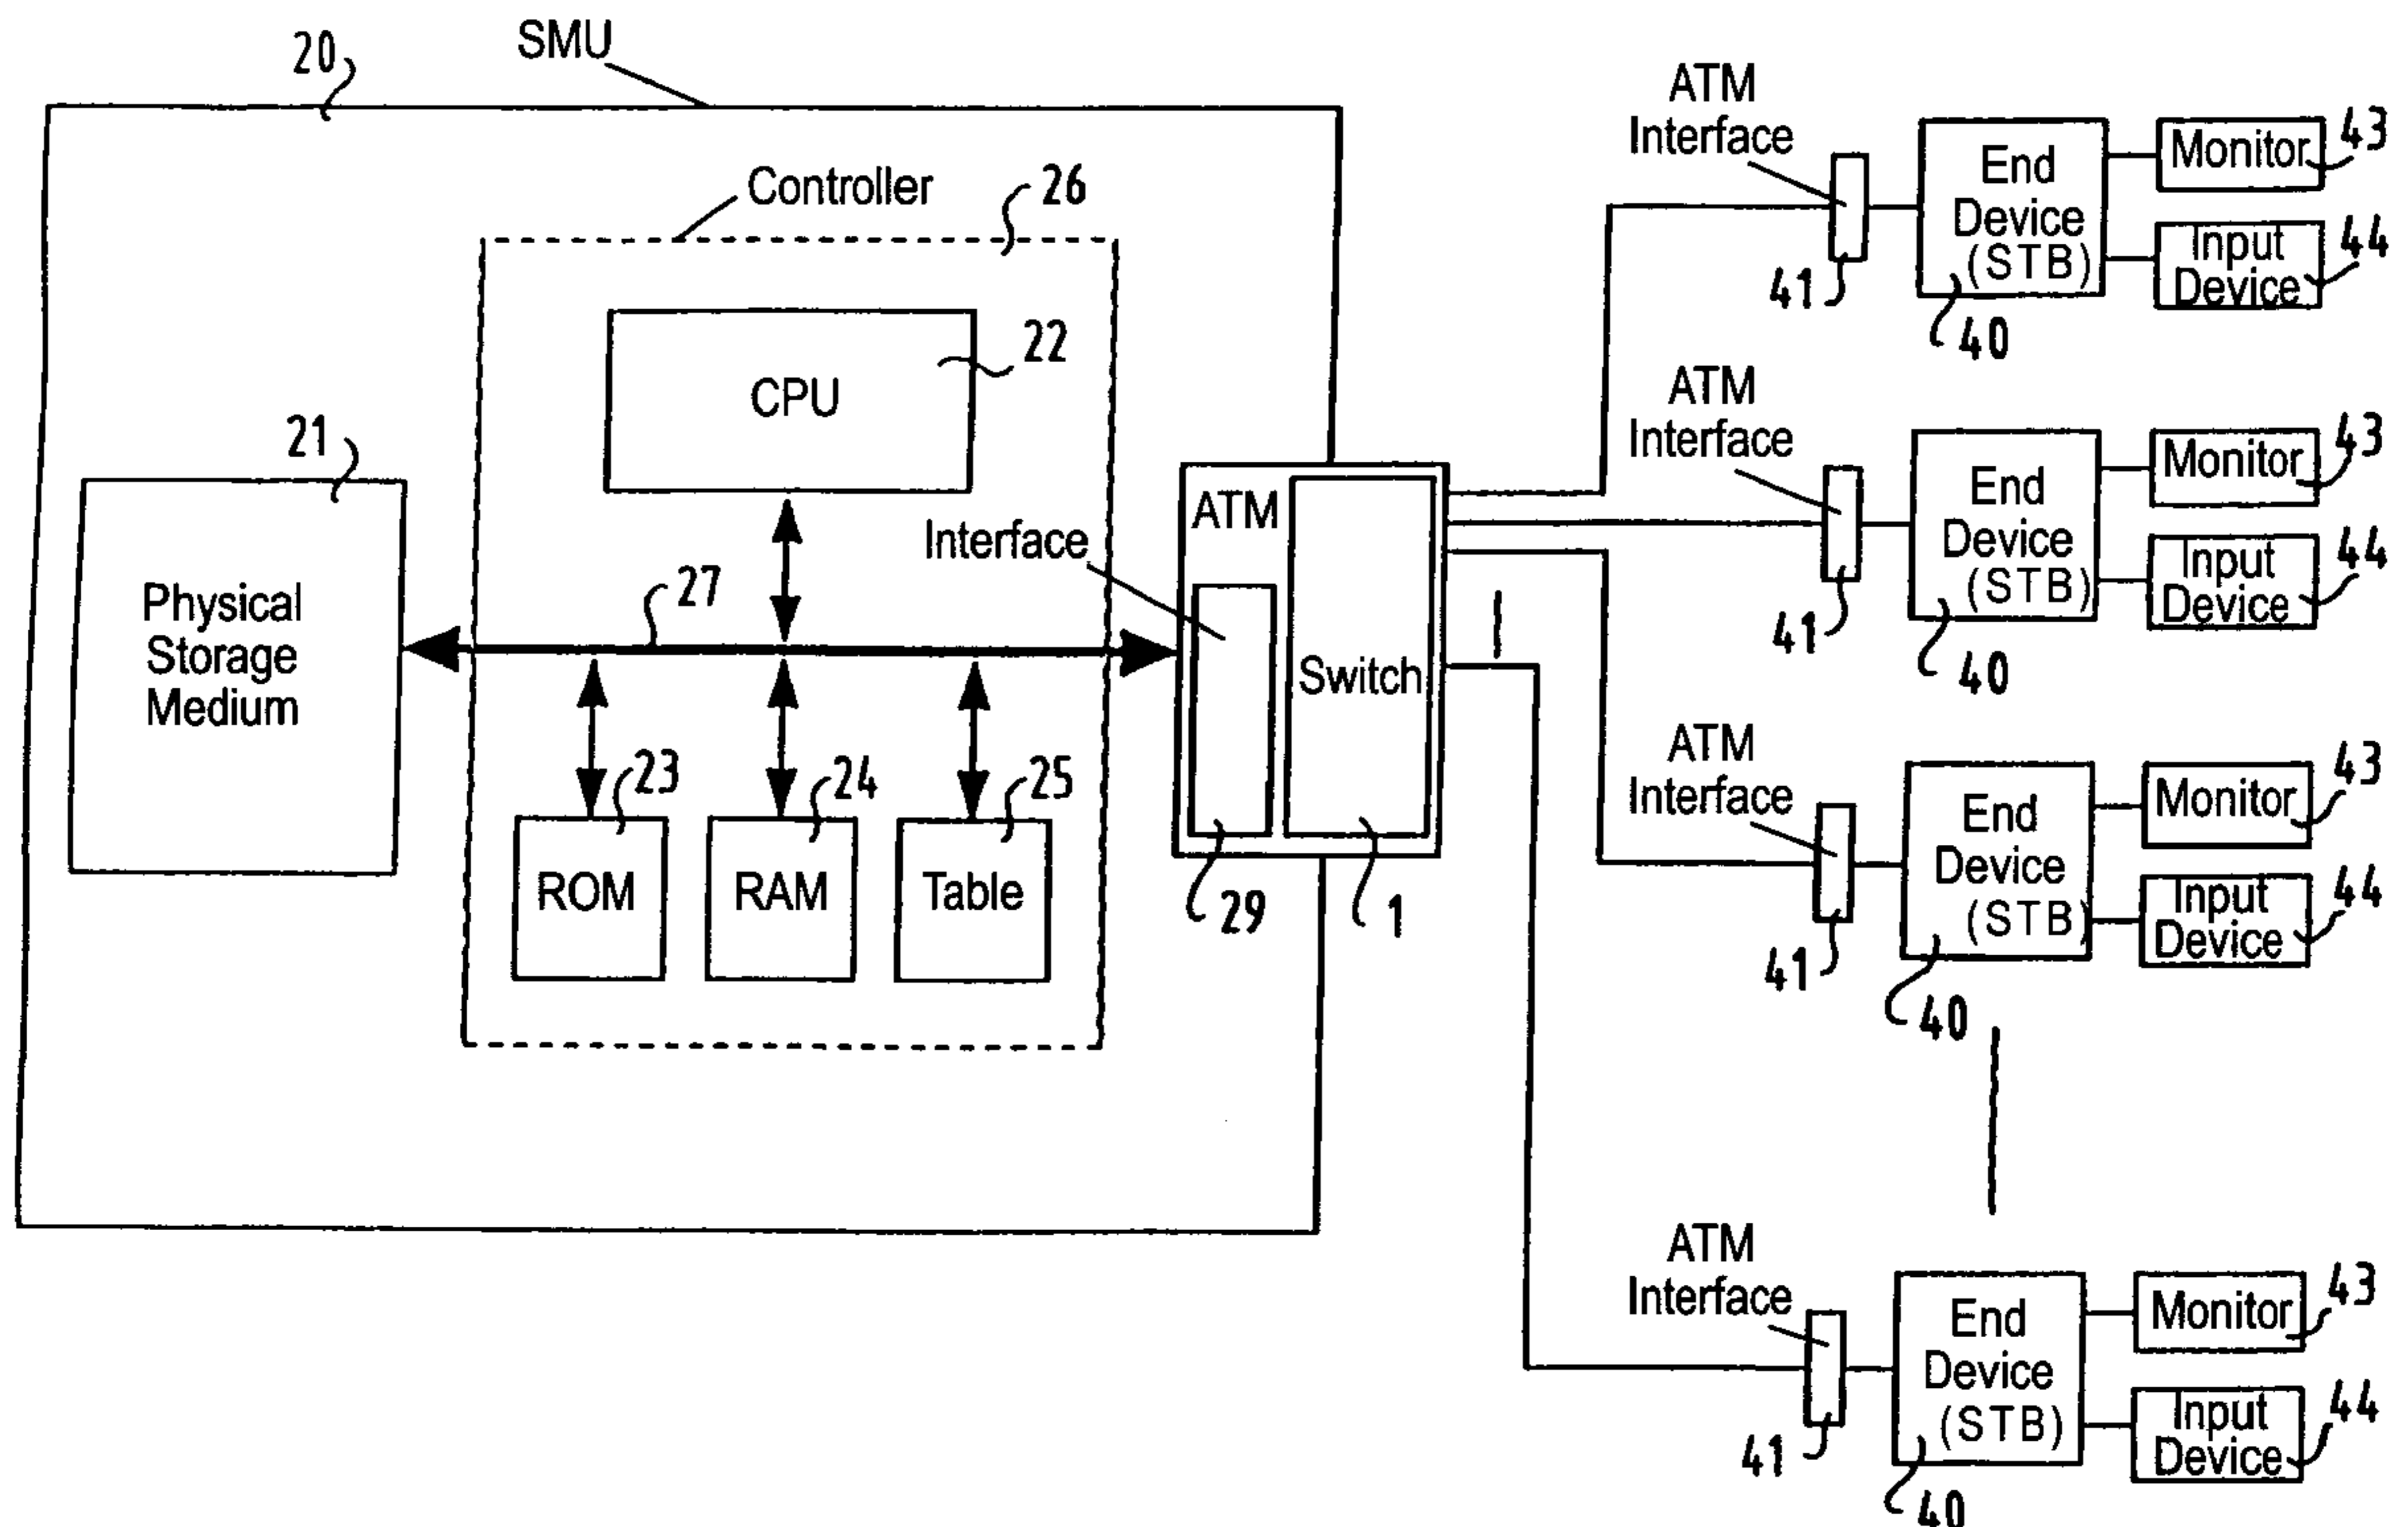 SMU
20
Controller
26
CPU
22
21
Physical
Storage
Medium
27
Interface
ATM
Switch
29
1
23
ROM
24
RAM
25
Table
ATM
Interface
41
End
Device
(STB)
40
Monitor
43
Input
Device
44
ATM
Interface
41
End
Device
(STB)
40
Monitor
43
Input
Device
44
ATM
Interface
41
End
Device
(STB)
40
Monitor
43
Input
Device
44
ATM
Interface
41
End
Device
(STB)
40
Monitor
43
Input
Device
44